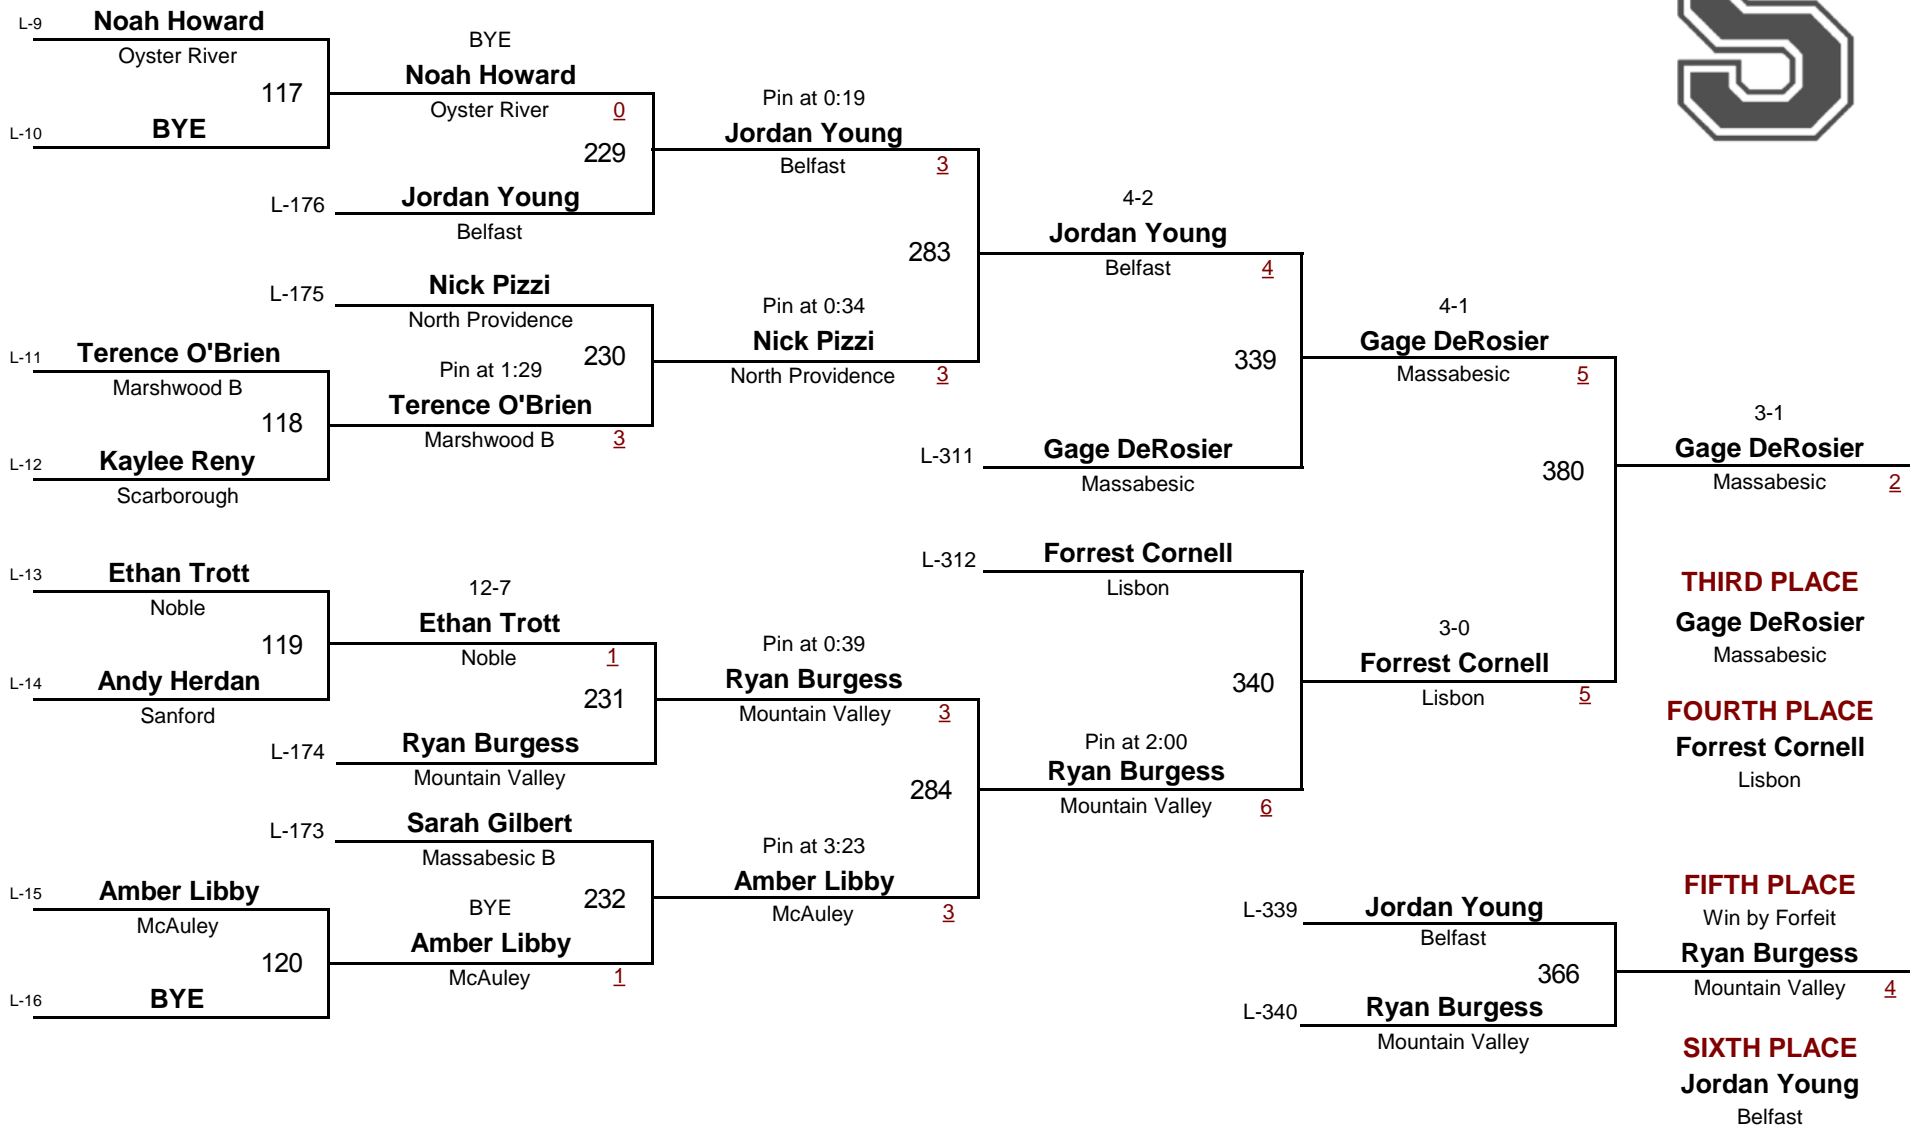 L-9 Noah Howard
Oyster River
117
L-10 BYE
BYE
Noah Howard
Oyster River 0
229
L-176 Jordan Young
Belfast
Pin at 0:19
Jordan Young
Belfast 3
283
L-175 Nick Pizzi
North Providence
230
L-11 Terence O'Brien
Marshwood B
118
L-12 Kaylee Reny
Scarborough
Pin at 1:29
Terence O'Brien
Marshwood B 3
Pin at 0:34
Nick Pizzi
North Providence 3
4-2
Jordan Young
Belfast 4
339
L-311 Gage DeRosier
Massabesic
4-1
Gage DeRosier
Massabesic 5
380
3-1
Gage DeRosier
Massabesic 2
L-13 Ethan Trott
Noble
119
L-14 Andy Herdan
Sanford
12-7
Ethan Trott
Noble 1
231
L-174 Ryan Burgess
Mountain Valley
Pin at 0:39
Ryan Burgess
Mountain Valley 3
284
L-173 Sarah Gilbert
Massabesic B
232
L-15 Amber Libby
McAuley
120
L-16 BYE
BYE
Amber Libby
McAuley 1
Pin at 3:23
Amber Libby
McAuley 3
L-312 Forrest Cornell
Lisbon
340
Pin at 2:00
Ryan Burgess
Mountain Valley 6
3-0
Forrest Cornell
Lisbon 5
THIRD PLACE
Gage DeRosier
Massabesic
FOURTH PLACE
Forrest Cornell
Lisbon
L-339 Jordan Young
Belfast
366
L-340 Ryan Burgess
Mountain Valley
FIFTH PLACE
Win by Forfeit
Ryan Burgess
Mountain Valley 4
SIXTH PLACE
Jordan Young
Belfast